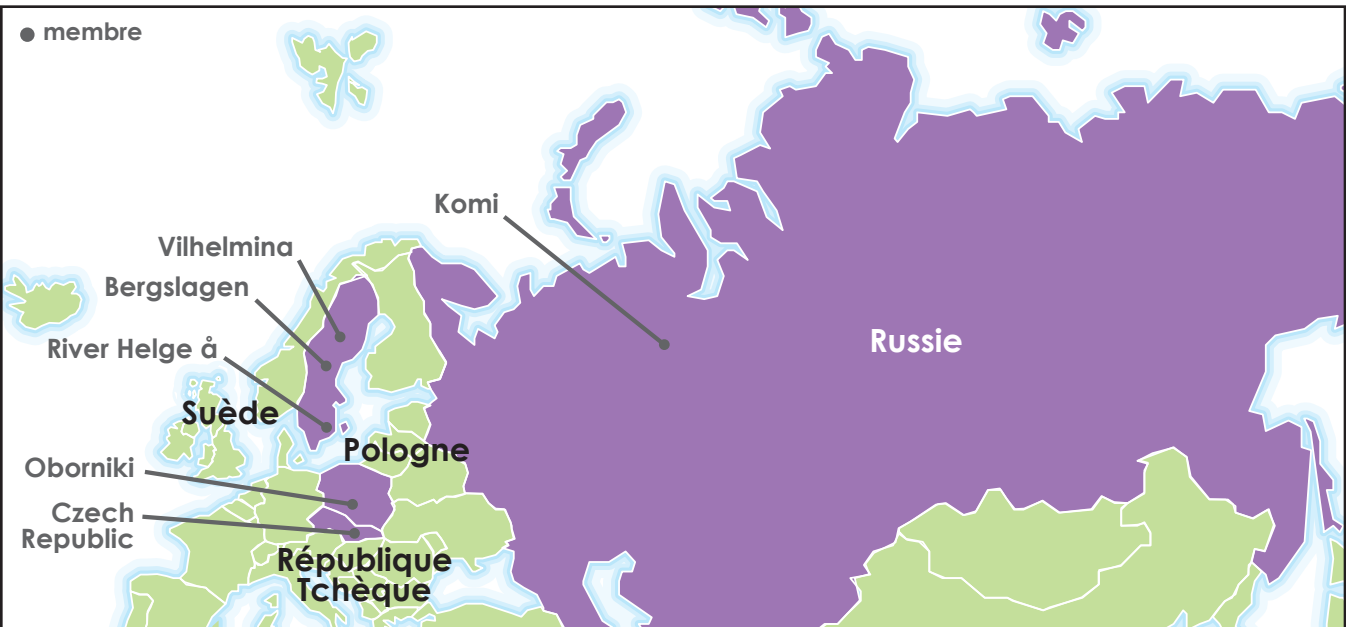 membre
Komi
Vilhelmina
Bergslagen
River Helge å
Russie
Suède
Pologne
Oborniki
Czech
Republic
République
Tchèque